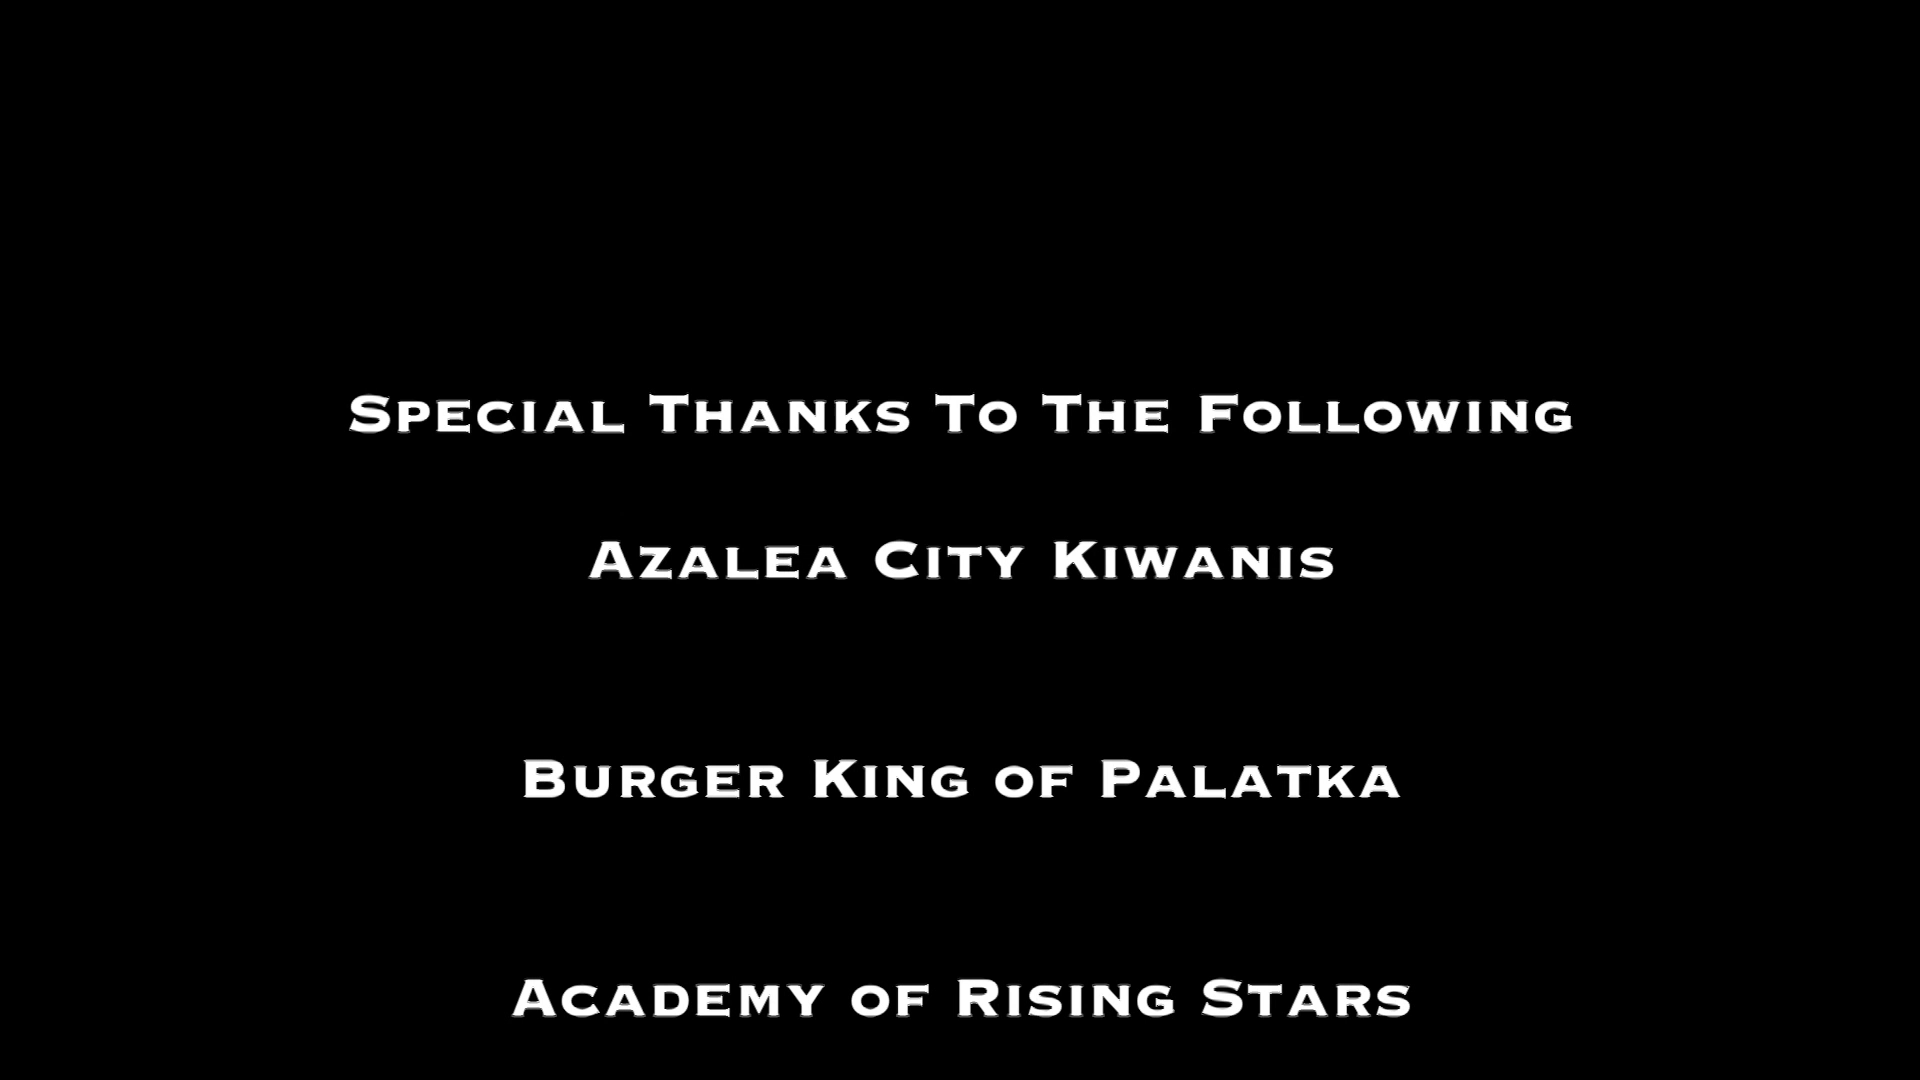 Special Thanks To The Following
Azalea City Kiwanis
Burger King of Palatka
Academy of Rising Stars